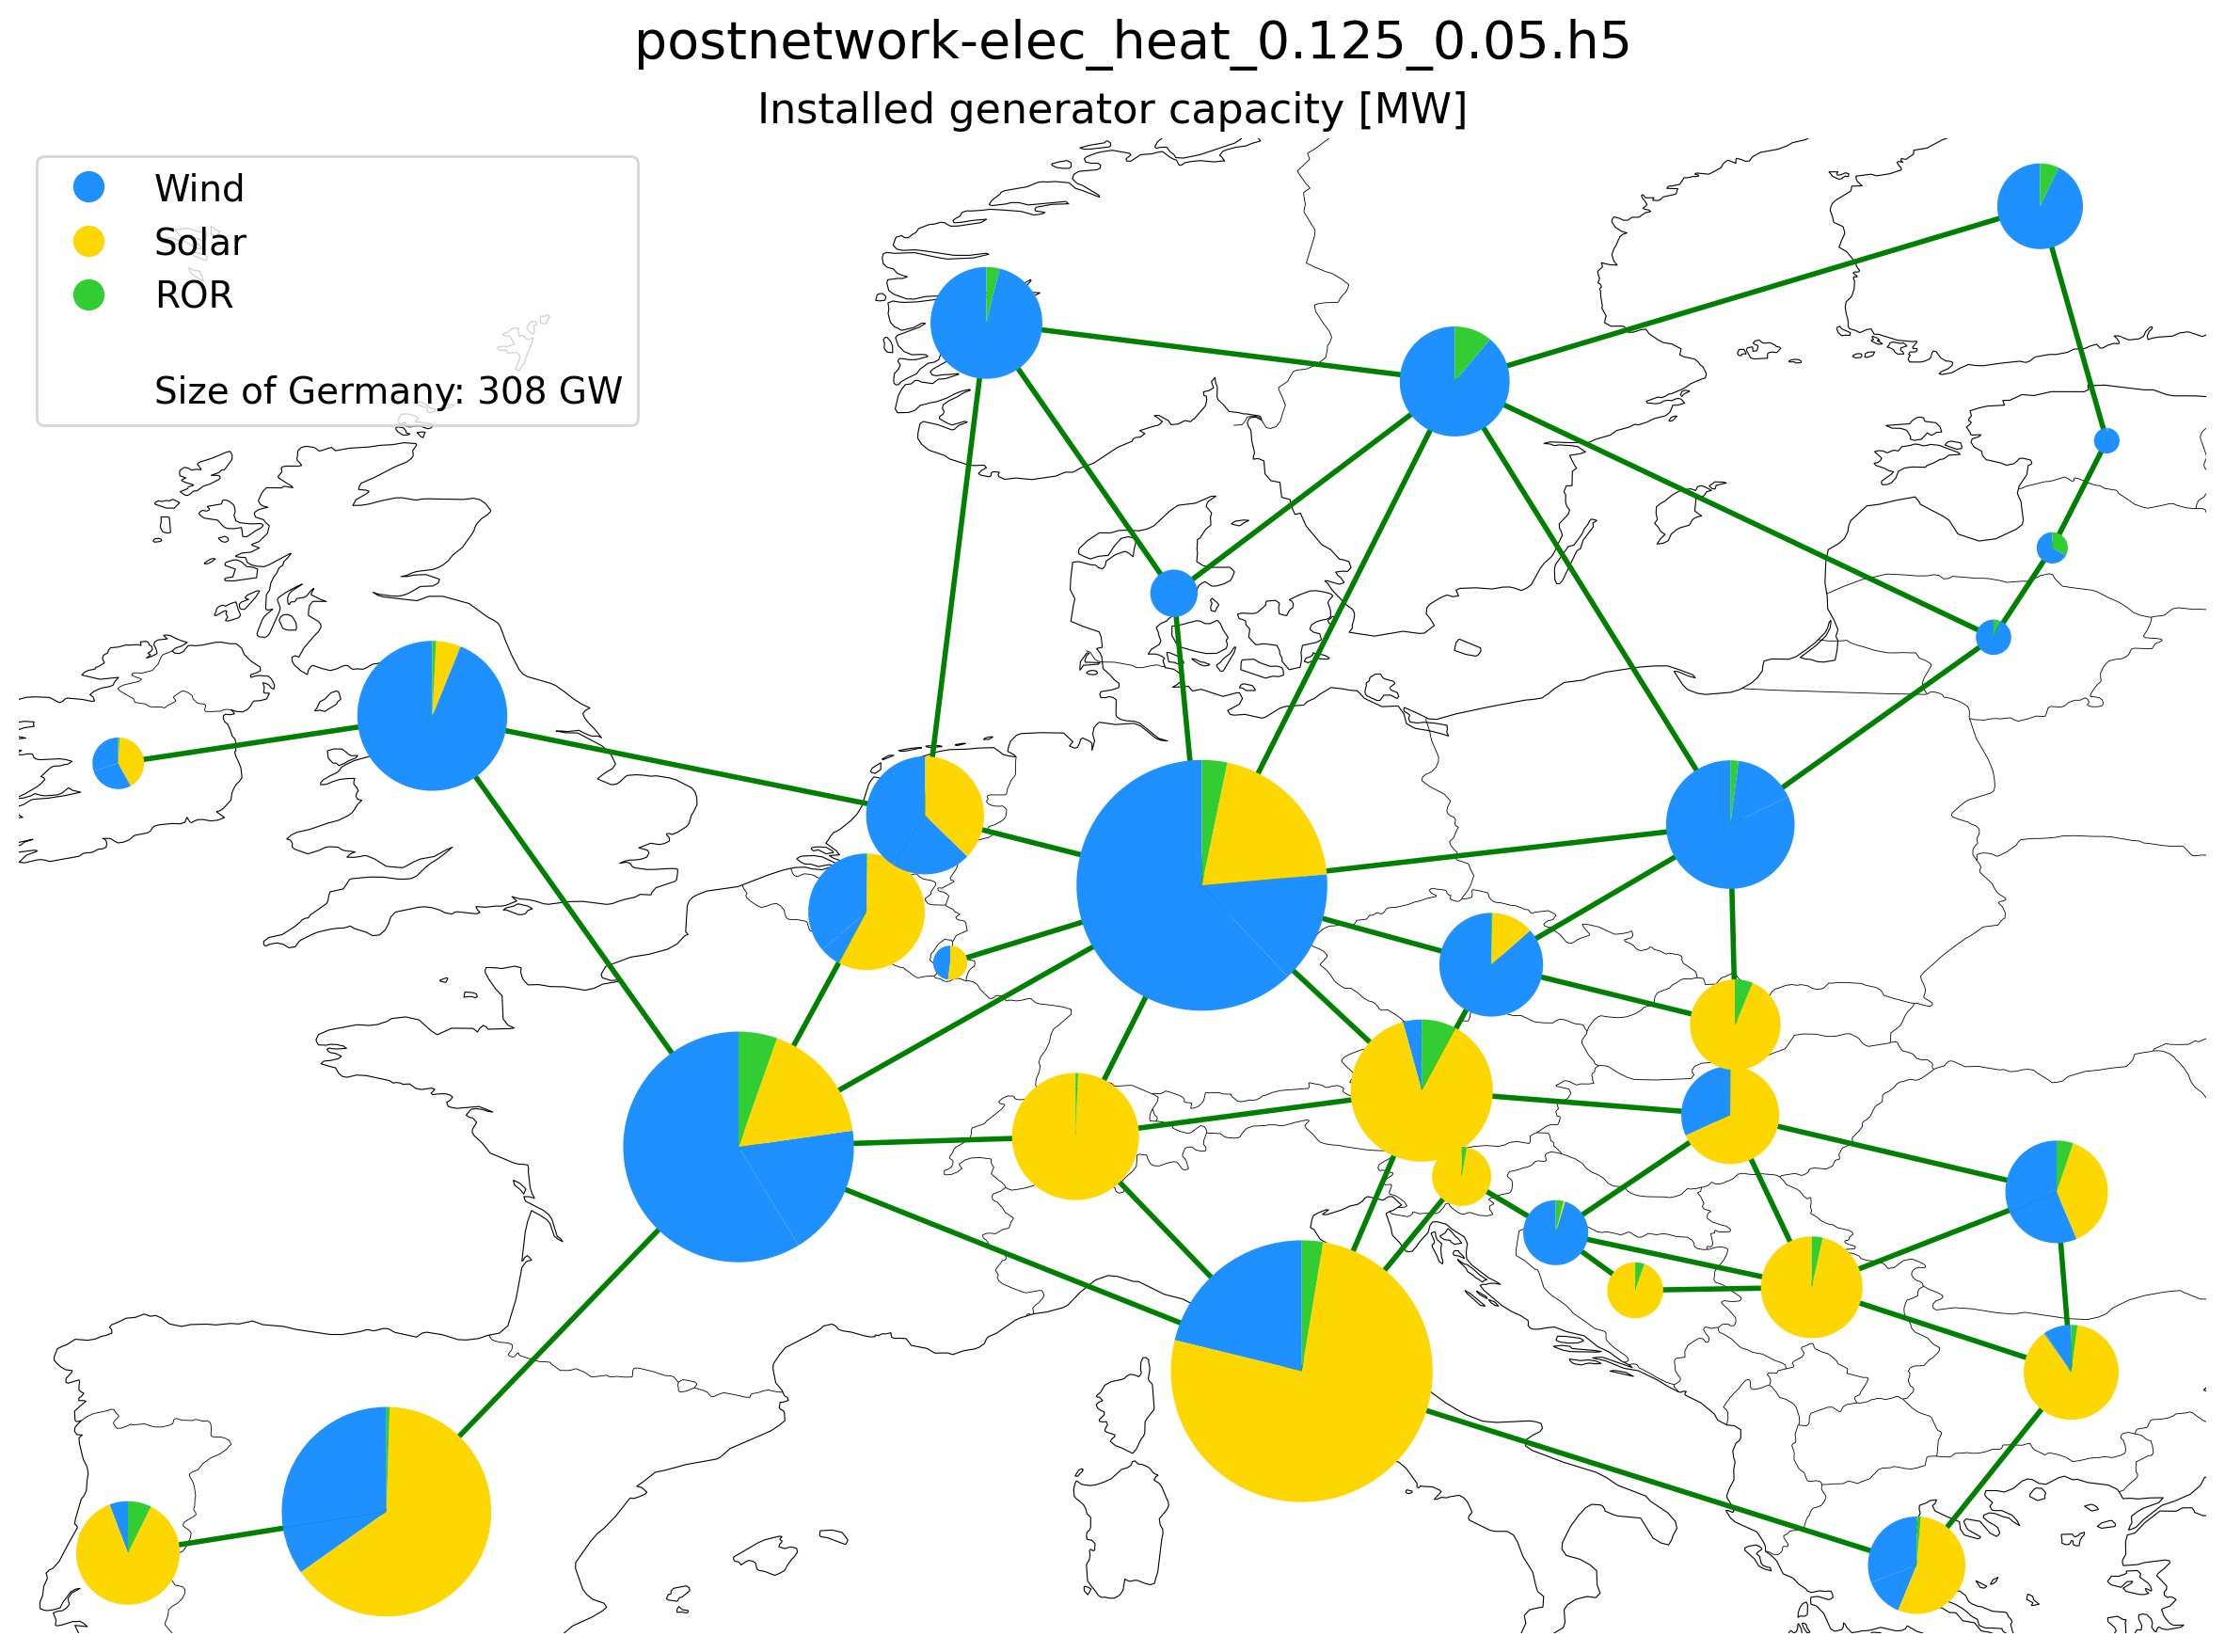 postnetwork-elec_heat_0.125_0.05.h5
Installed generator capacity [MW]
Wind
Solar
ROR
Size of Germany: 308 GW